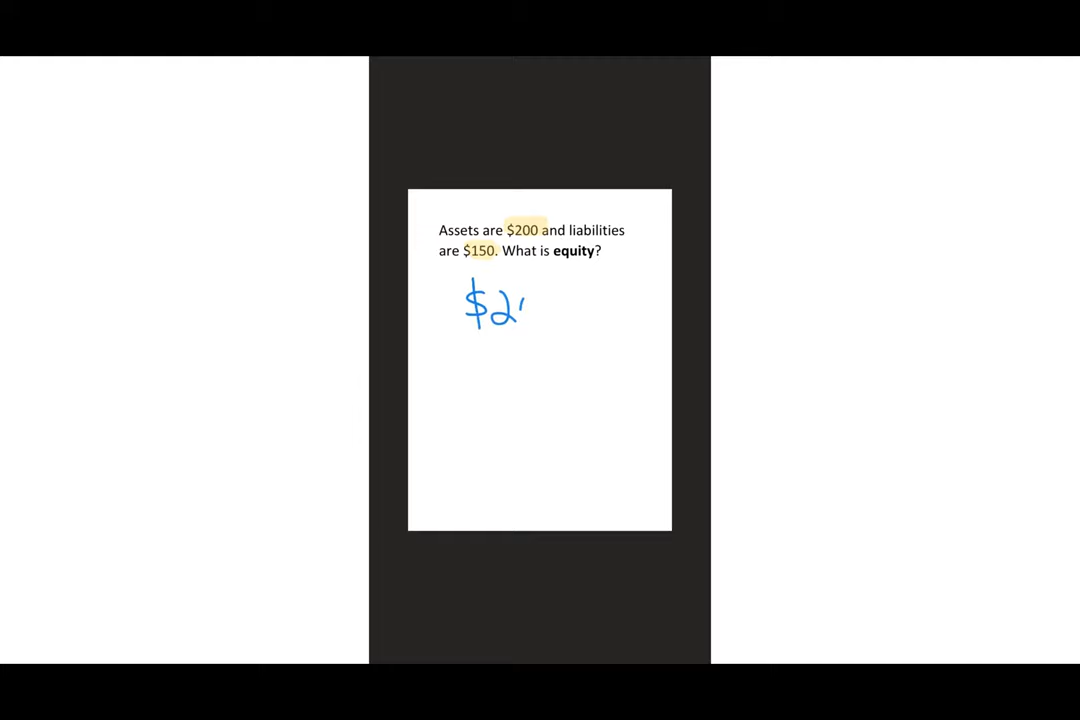 Assets are $200 and liabilities
are $150. What is equity?
$2